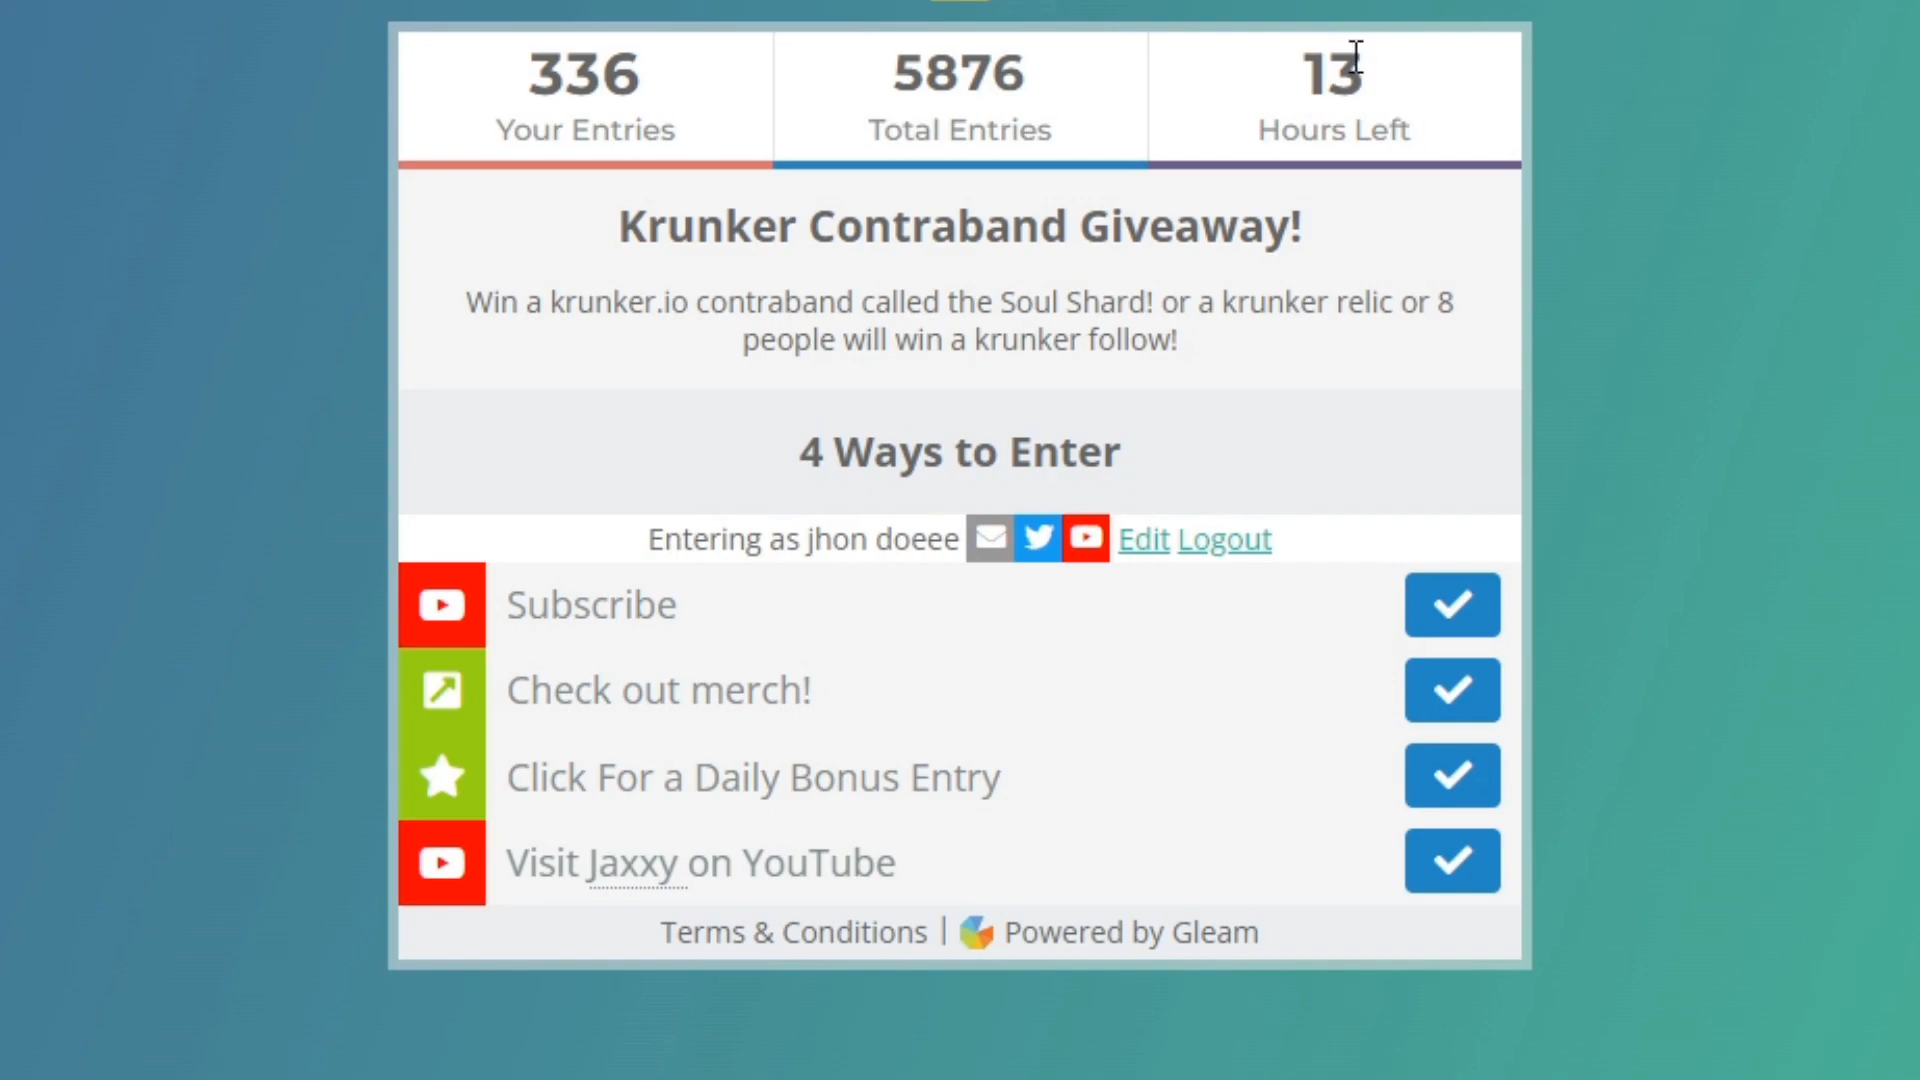 336
Your Entries
5876
Total Entries
13
Hours Left
Krunker Contraband Giveaway!
Win a krunker.io contraband called the Soul Shard! or a krunker relic or 8
people will win a krunker follow!
4 Ways to Enter
Entering as jhon doeee Edit Logout
Subscribe
Check out merch!
Click For a Daily Bonus Entry
Visit Jaxxy on YouTube
Terms & Conditions | Powered by Gleam